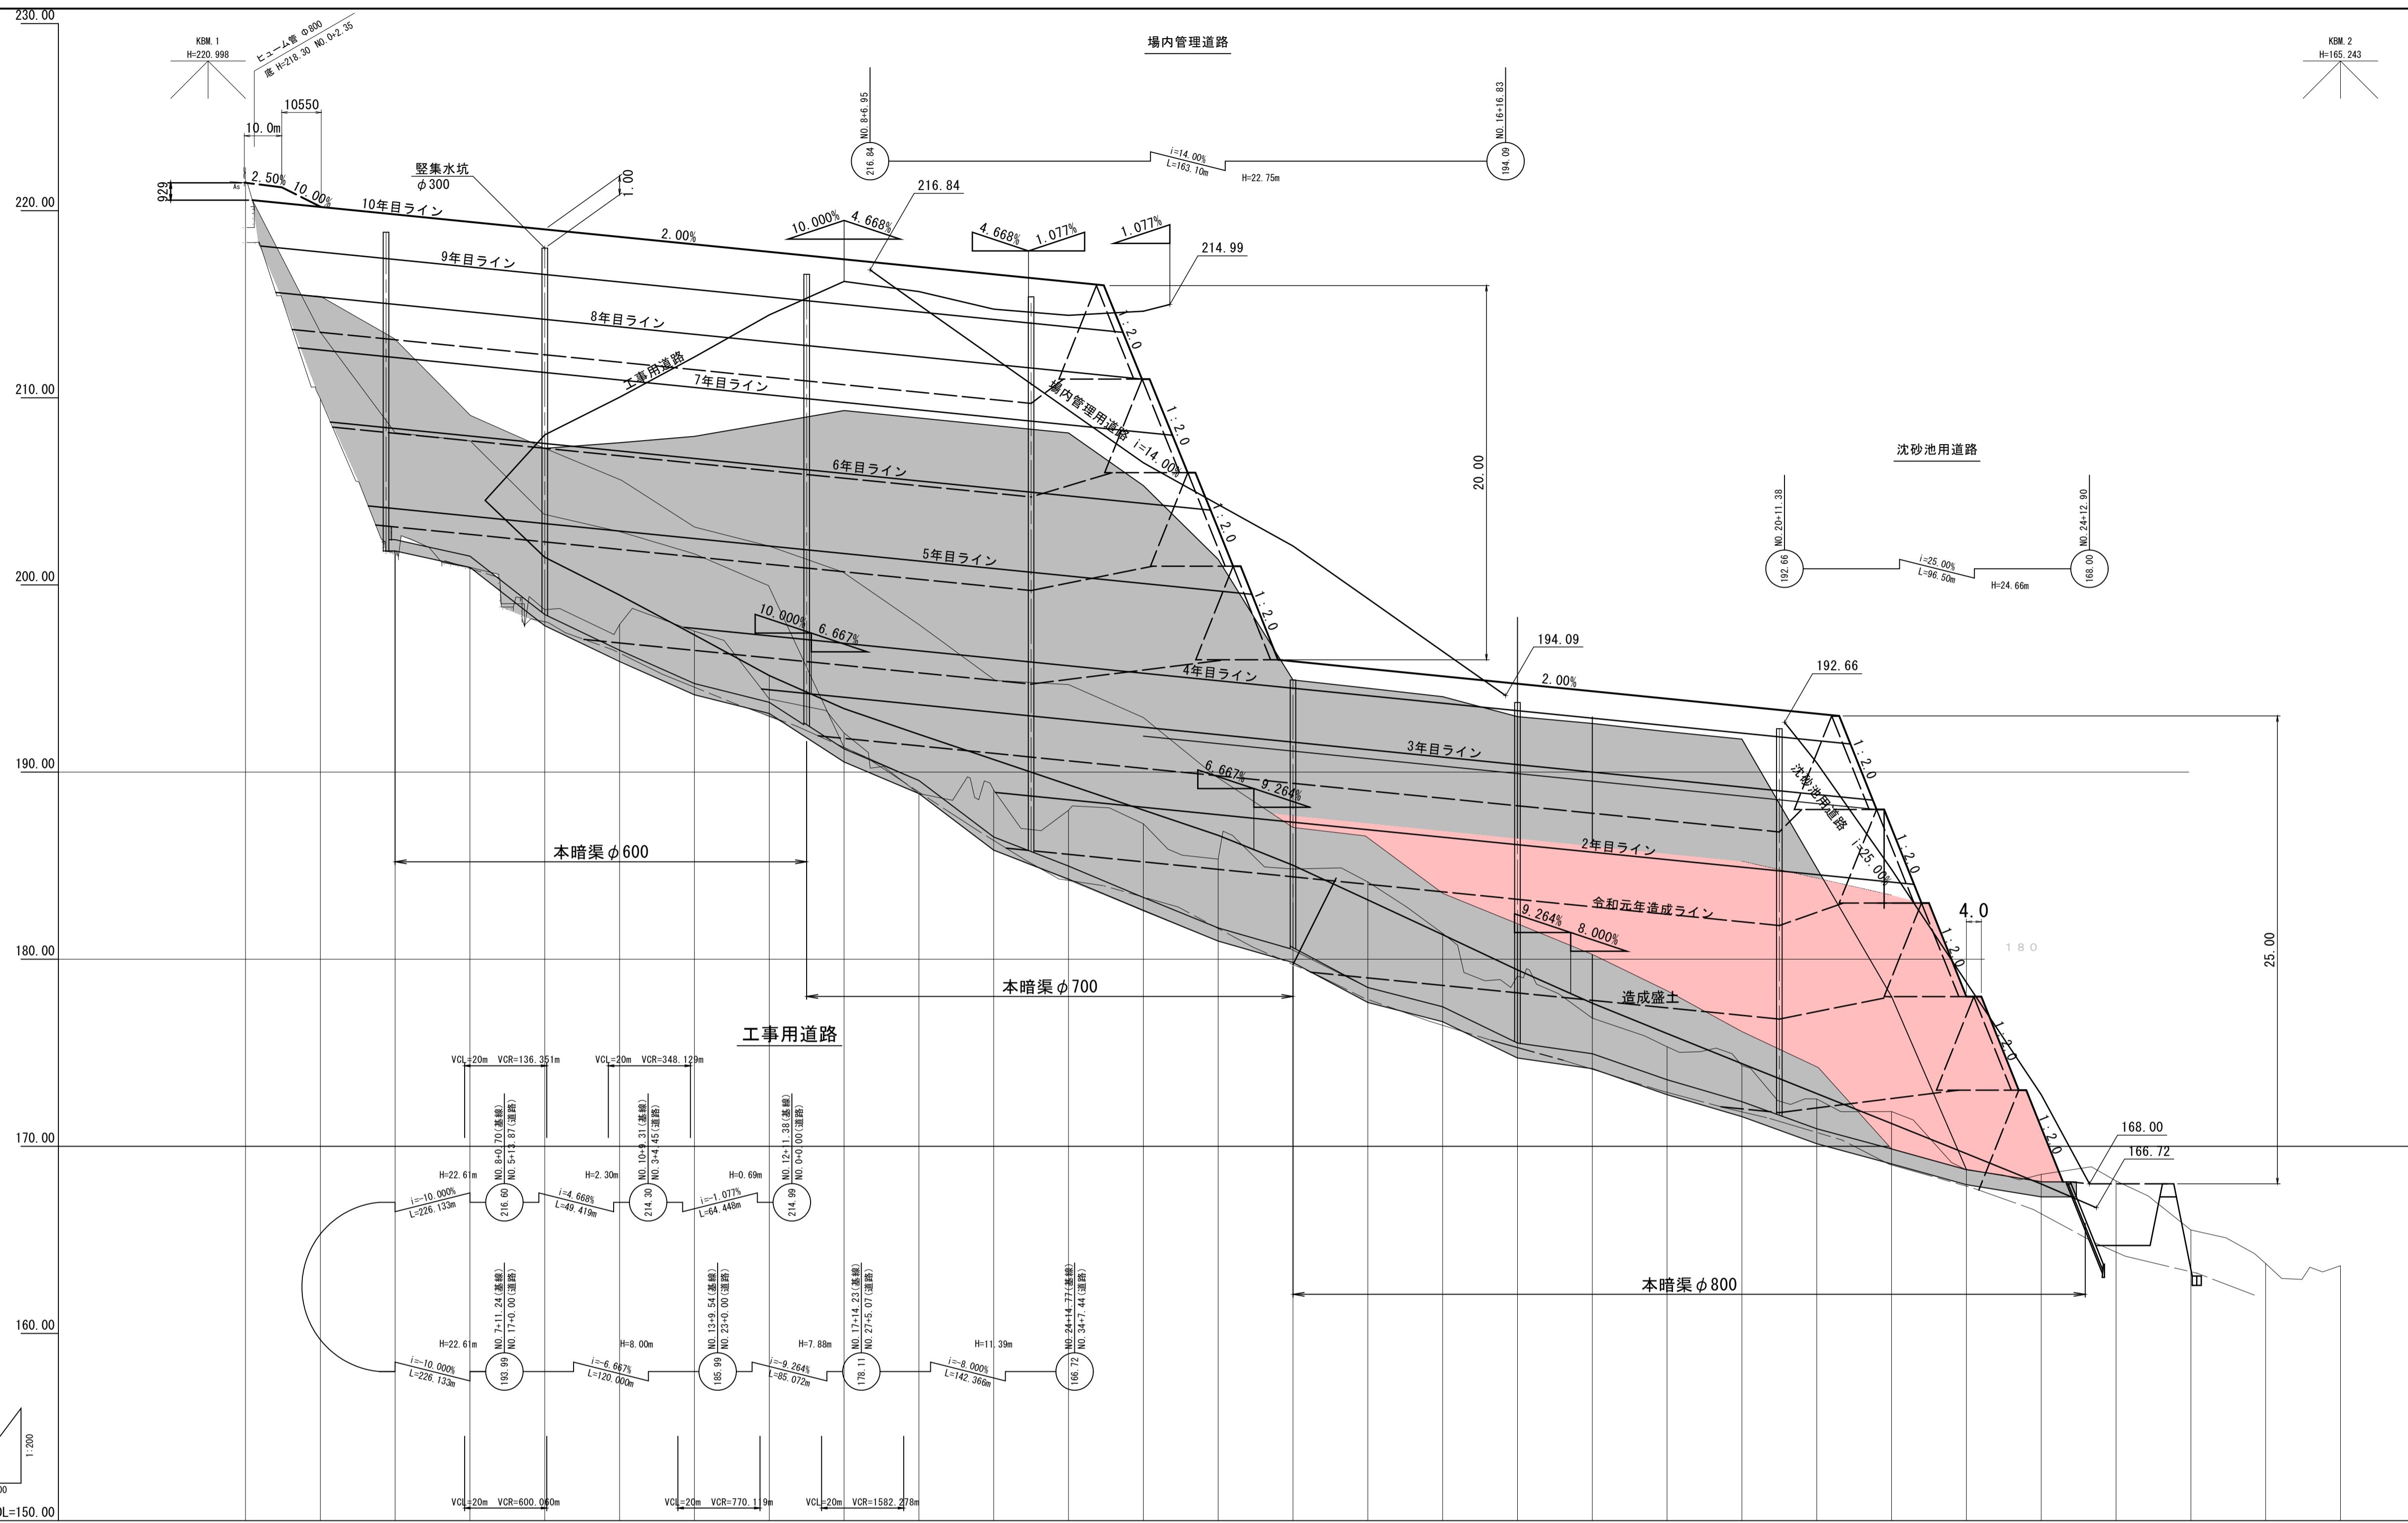 230.00
220.00
210.00
200.00
190.00
180.00
170.00
160.00
DL=150.00
KBM.1
H=220.998
ヒューム管 Φ800
底 H=218.30 NO.0+2.35
10550
10.0m
929
As
2.50%
10.00%
10年目ライン
2.00%
竪集水坑
φ300
1.00
場内管理道路
NO.8+6.95
216.84
i=14.00%
L=163.10m
H=22.75m
NO.16+16.83
194.09
KBM.2
H=165.243
216.84
10.000%
4.668%
4.668%
1.077%
1.077%
214.99
9年目ライン
8年目ライン
7年目ライン
6年目ライン
5年目ライン
4年目ライン
3年目ライン
2年目ライン
令和元年造成ライン
造成盛土
工事用道路
場内管理用道路 i=14.00%
1:2.0
1:2.0
1:2.0
1:2.0
20.00
沈砂池用道路
NO.20+11.38
192.66
i=25.00%
L=96.50m
H=24.66m
NO.24+12.90
168.00
194.09
2.00%
192.66
10.000%
6.667%
6.667%
9.264%
9.264%
8.000%
沈砂池用道路 i=25.00%
1:2.0
1:2.0
1:2.0
1:2.0
1:2.0
4.0
180
25.00
168.00
166.72
本暗渠φ600
本暗渠φ700
本暗渠φ800
工事用道路
VCL=20m VCR=136.351m
VCL=20m VCR=348.129m
NO.8+0.70(基線)
NO.5+13.87(道路)
NO.10+9.31(基線)
NO.3+4.45(道路)
NO.12+11.38(基線)
NO.0+0.00(道路)
H=22.61m
H=2.30m
H=0.69m
i=-10.000%
L=226.133m
216.60
i=4.668%
L=49.419m
214.30
i=-1.077%
L=64.448m
214.99
NO.7+11.24(基線)
NO.17+0.00(道路)
NO.13+9.54(基線)
NO.23+0.00(道路)
NO.17+14.23(基線)
NO.27+5.07(道路)
NO.24+14.77(基線)
NO.34+7.44(道路)
H=22.61m
H=8.00m
H=7.88m
H=11.39m
i=-10.000%
L=226.133m
193.99
i=-6.667%
L=120.000m
185.99
i=-9.264%
L=85.072m
178.11
i=-8.000%
L=142.366m
166.72
VCL=20m VCR=600.060m
VCL=20m VCR=770.119m
VCL=20m VCR=1582.278m
1:200